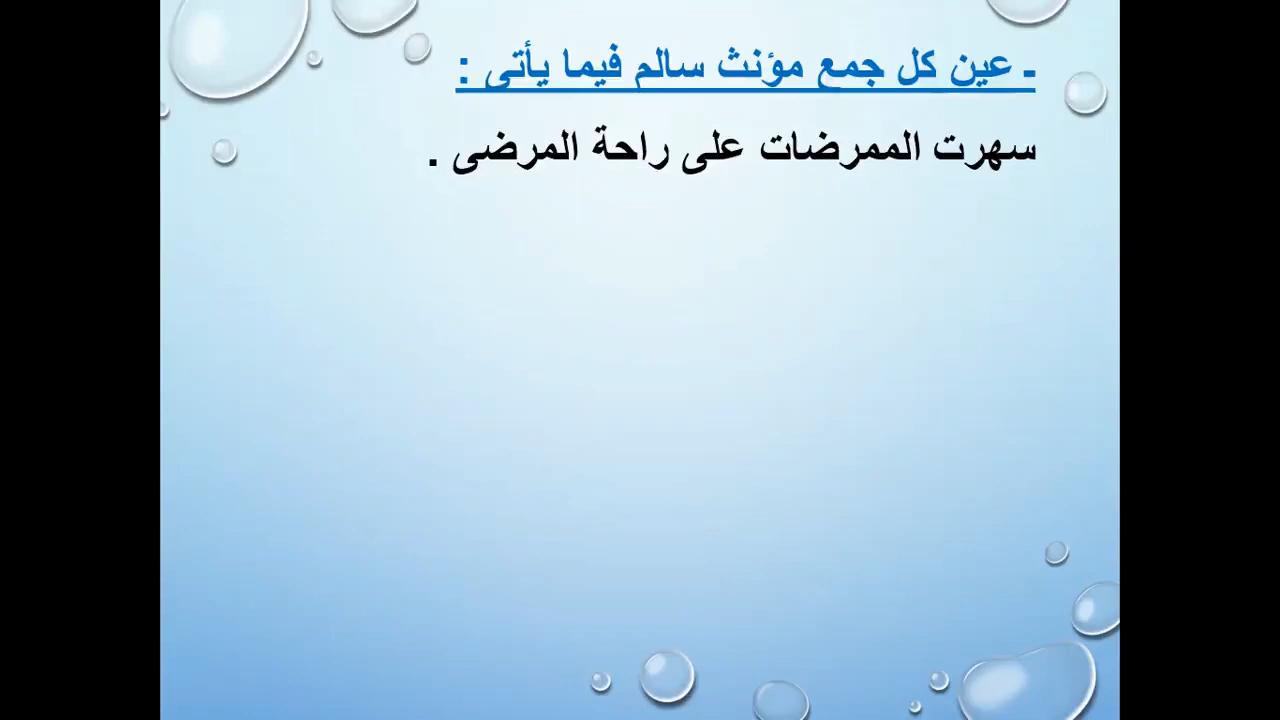 ـ عين كل جمع مؤنث سالم فيما يأتى :
سهرت الممرضات على راحة المرضى .